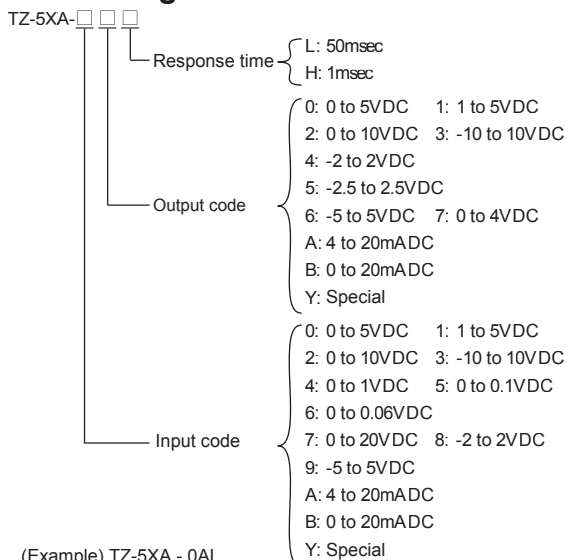 TZ-5XA-□ □ □
Response time
L: 50msec
H: 1msec
Output code
0: 0 to 5VDC 1: 1 to 5VDC
2: 0 to 10VDC 3: -10 to 10VDC
4: -2 to 2VDC
5: -2.5 to 2.5VDC
6: -5 to 5VDC 7: 0 to 4VDC
A: 4 to 20mADC
B: 0 to 20mADC
Y: Special
Input code
0: 0 to 5VDC 1: 1 to 5VDC
2: 0 to 10VDC 3: -10 to 10VDC
4: 0 to 1VDC 5: 0 to 0.1VDC
6: 0 to 0.06VDC
7: 0 to 20VDC 8: -2 to 2VDC
9: -5 to 5VDC
A: 4 to 20mADC
B: 0 to 20mADC
Y: Special
(Example) TZ-5XA - 0AL